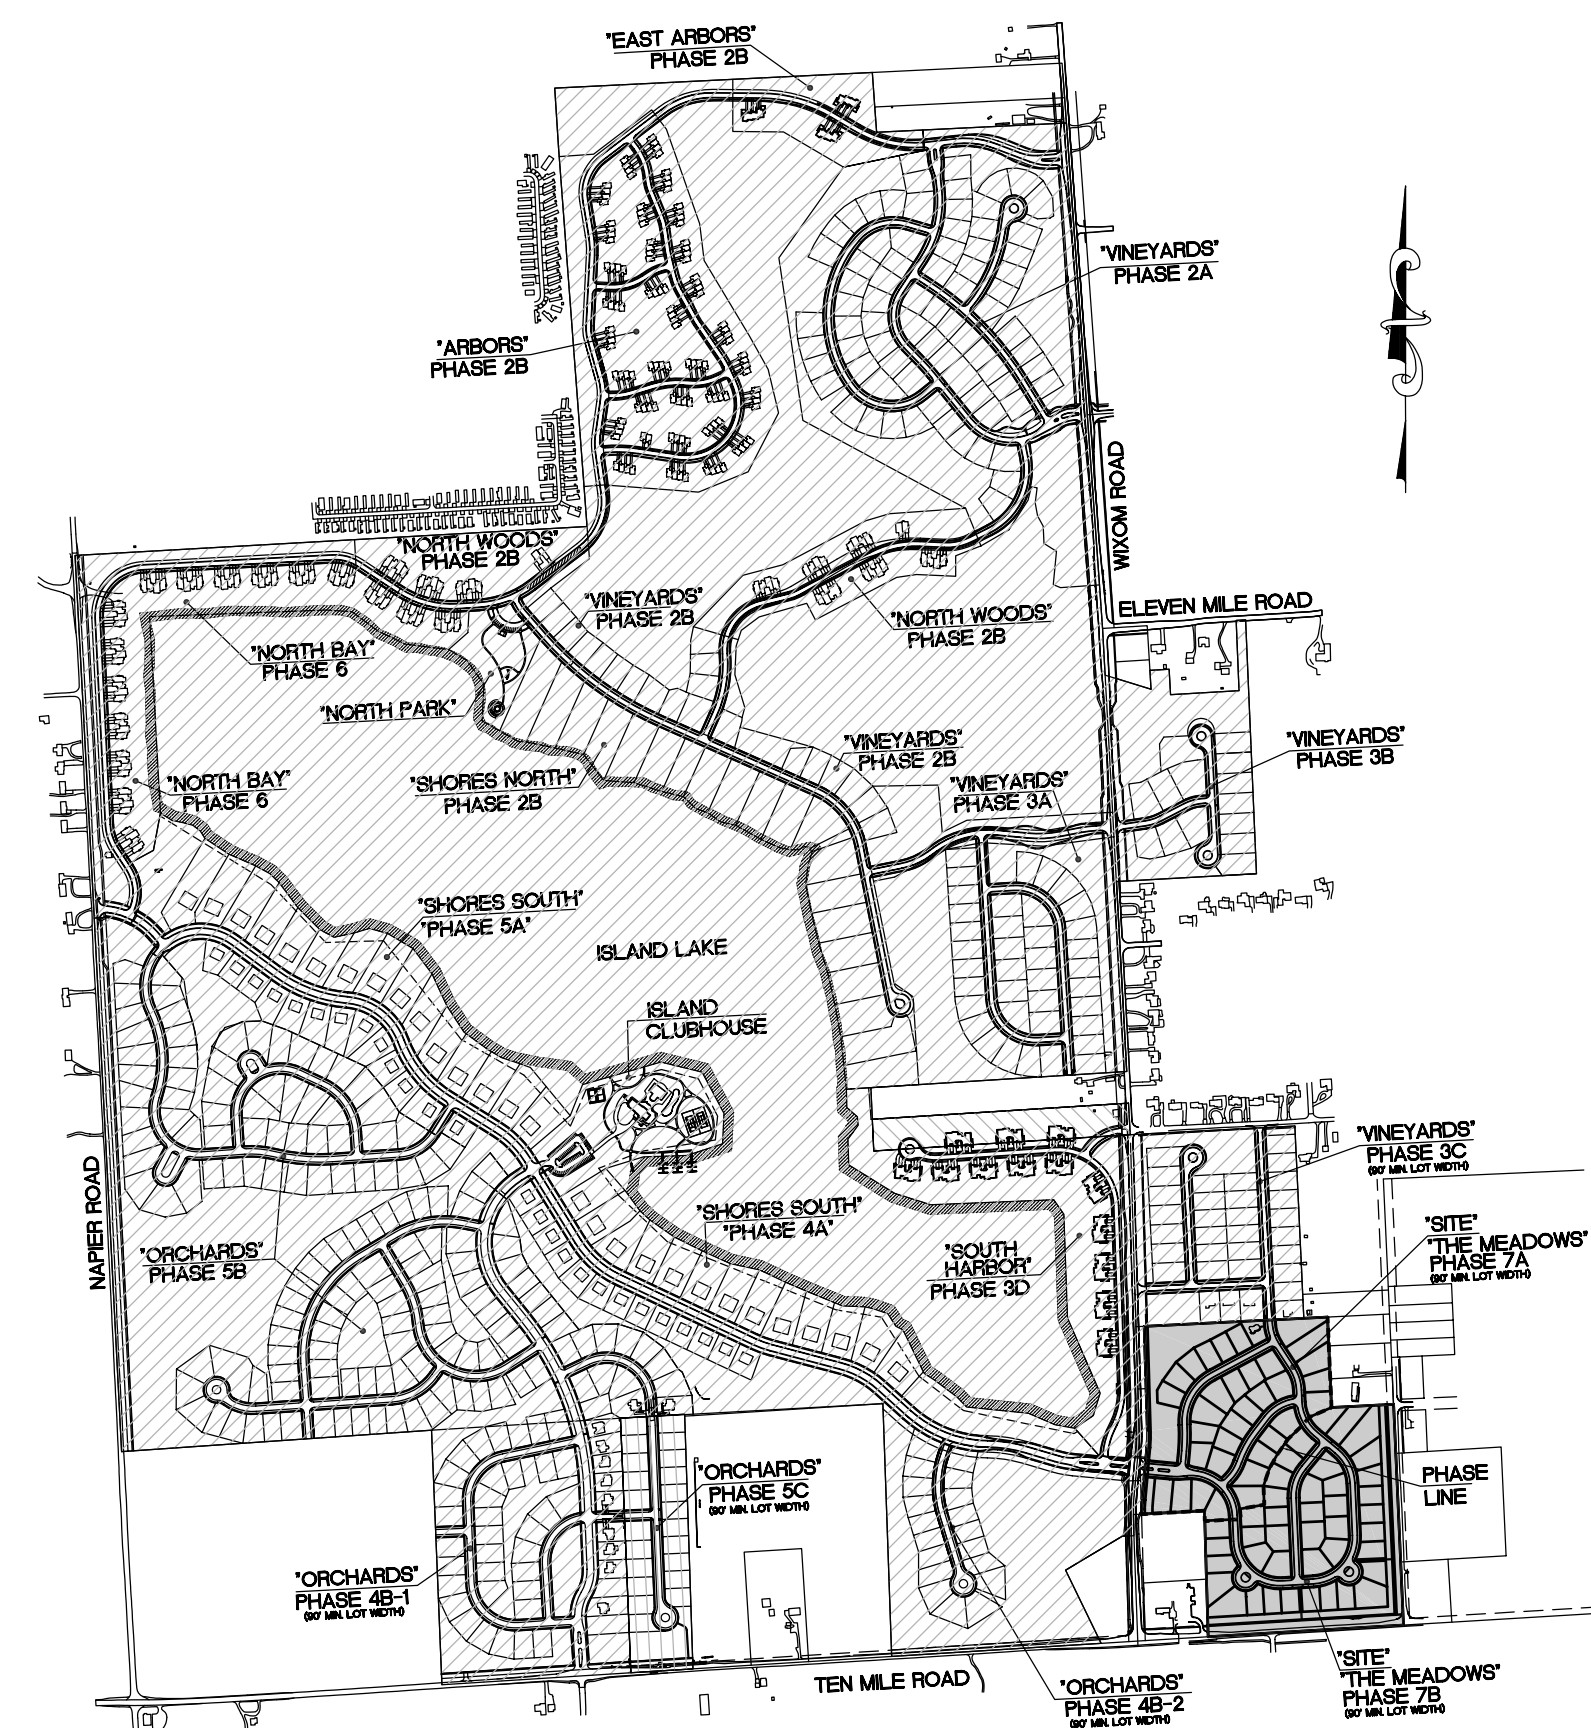 "EAST ARBORS"
PHASE 2B
"VINEYARDS"
PHASE 2A
"ARBORS"
PHASE 2B
WIXOM ROAD
"NORTH WOODS"
PHASE 2B
"VINEYARDS"
PHASE 2B
"NORTH WOODS"
PHASE 2B
ELEVEN MILE ROAD
"NORTH BAY"
PHASE 6
"NORTH PARK"
"NORTH BAY"
PHASE 6
"SHORES NORTH"
PHASE 2B
"VINEYARDS"
PHASE 2B
"VINEYARDS"
PHASE 3A
"VINEYARDS"
PHASE 3B
"SHORES SOUTH"
"PHASE 5A"
ISLAND LAKE
ISLAND
CLUBHOUSE
NAPIER ROAD
"ORCHARDS"
PHASE 5B
"SHORES SOUTH"
"PHASE 4A"
"SOUTH
HARBOR"
PHASE 3D
"VINEYARDS"
PHASE 3C
(90' MIN. LOT WIDTH)
"SITE"
"THE MEADOWS"
PHASE 7A
(90' MIN. LOT WIDTH)
PHASE
LINE
"ORCHARDS"
PHASE 5C
(90' MIN. LOT WIDTH)
"ORCHARDS"
PHASE 4B-1
(90' MIN. LOT WIDTH)
TEN MILE ROAD
"ORCHARDS"
PHASE 4B-2
(90' MIN. LOT WIDTH)
"SITE"
"THE MEADOWS"
PHASE 7B
(90' MIN. LOT WIDTH)